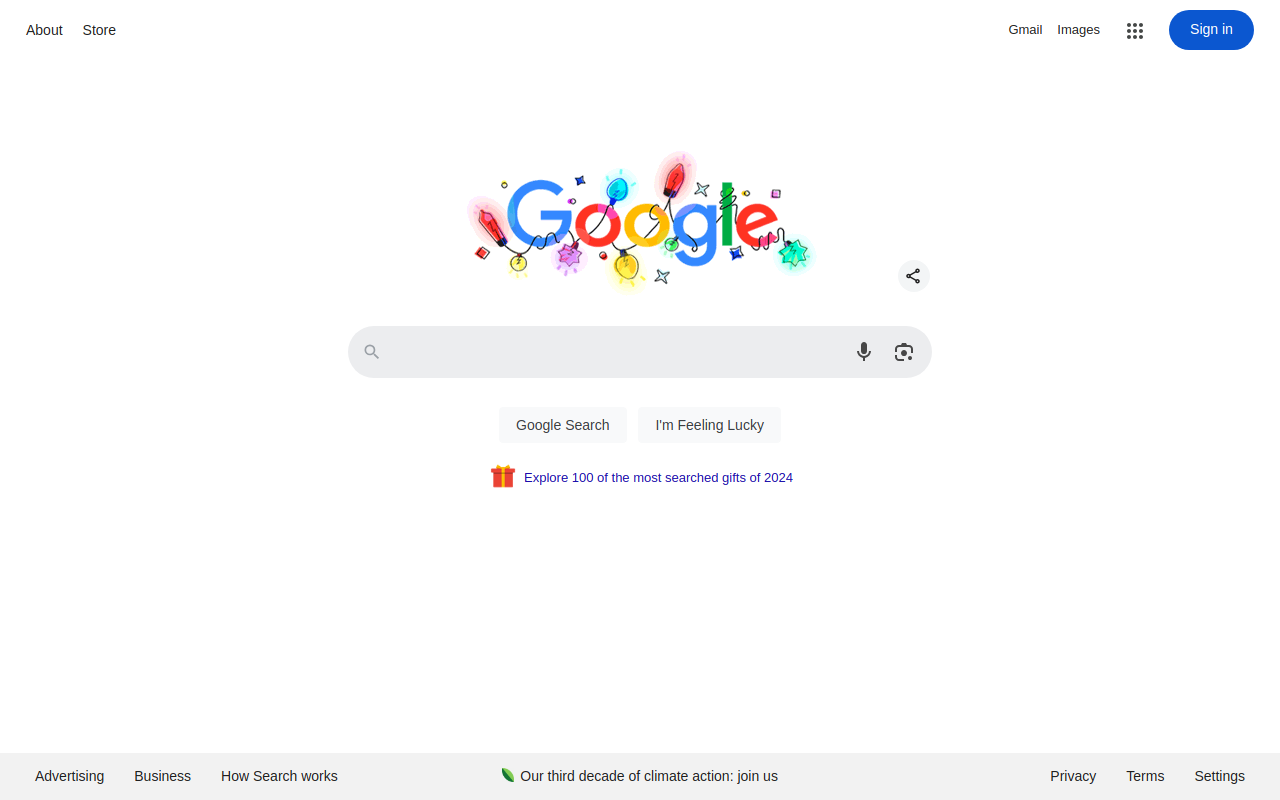 About Store Gmail Images Sign in
Google
Google Search I'm Feeling Lucky
Explore 100 of the most searched gifts of 2024
Advertising Business How Search works Our third decade of climate action: join us Privacy Terms Settings